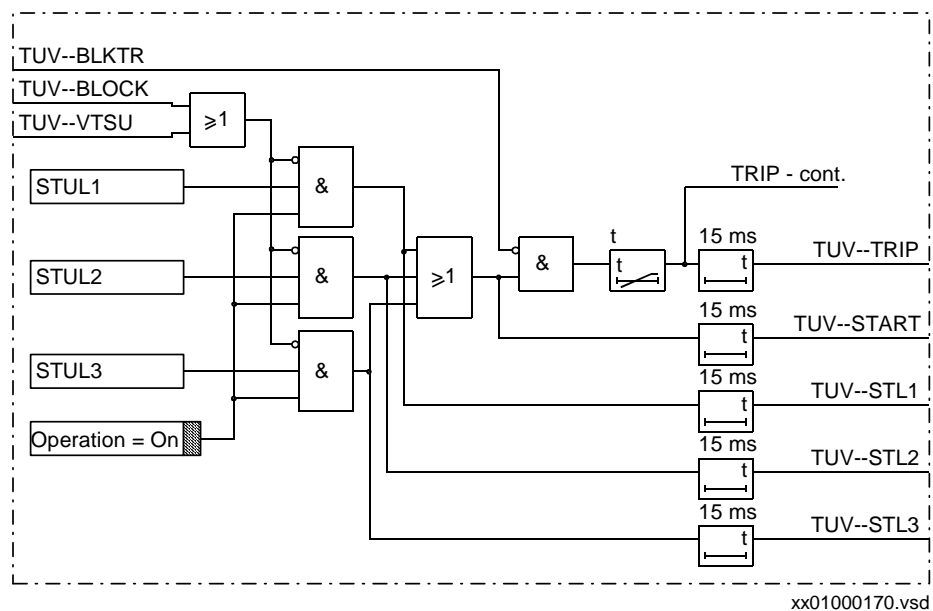 TUV--BLKTR
TUV--BLOCK
TUV--VTSU
≥1
STUL1
&
TRIP - cont.
t
15 ms
STUL2
&
≥1
&
t
t
TUV--TRIP
15 ms
TUV--START
STUL3
&
t
15 ms
TUV--STL1
t
Operation = On
15 ms
TUV--STL2
t
15 ms
TUV--STL3
t
xx01000170.vsd